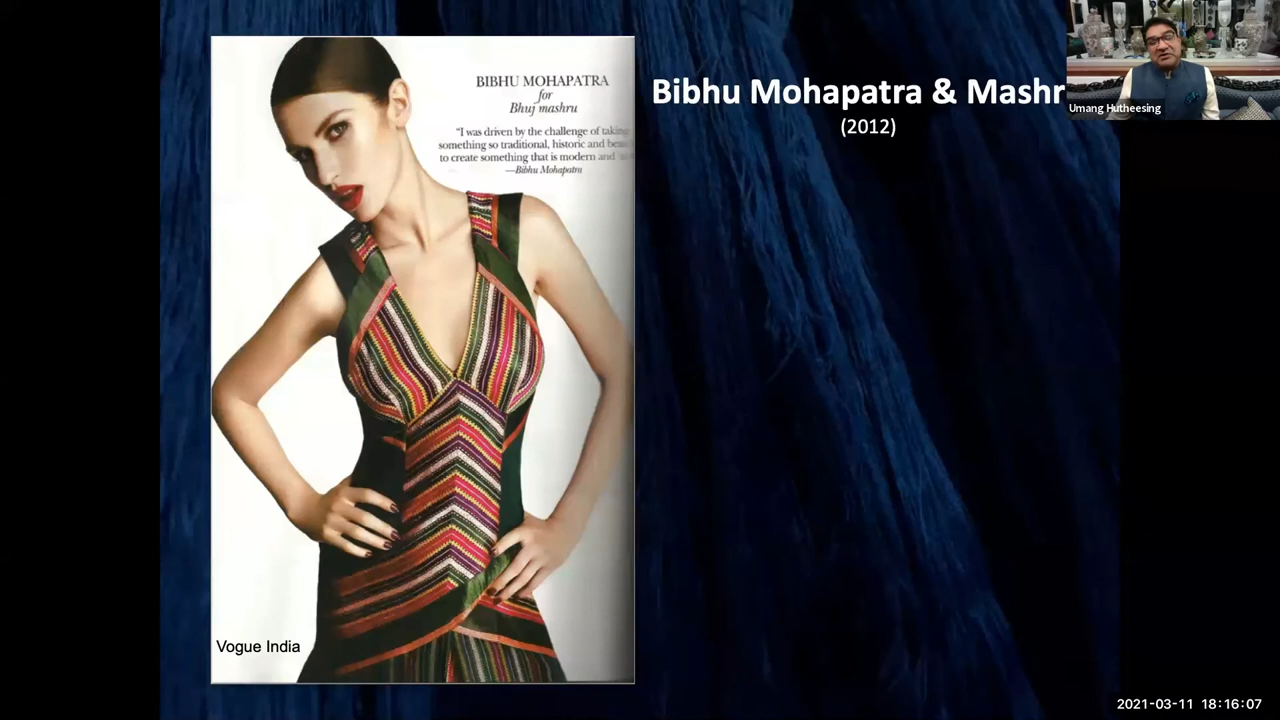 BIBHU MOHAPATRA
for
Bhuj mashru
"I was driven by the challenge of taking
something so traditional, historic and
to create something that is modern and
—Bibhu Mohapatra
Vogue India
Bibhu Mohapatra & Mashr
(2012)
Umang Hutheesing
2021-03-11 18:16:07